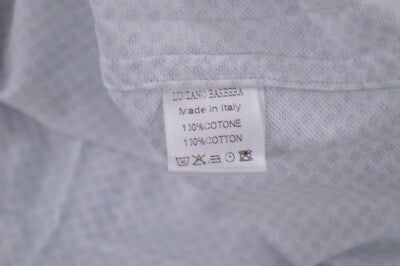 LUCIANO BARBERA
Made in Italy
100%COTONE
100%COTTON